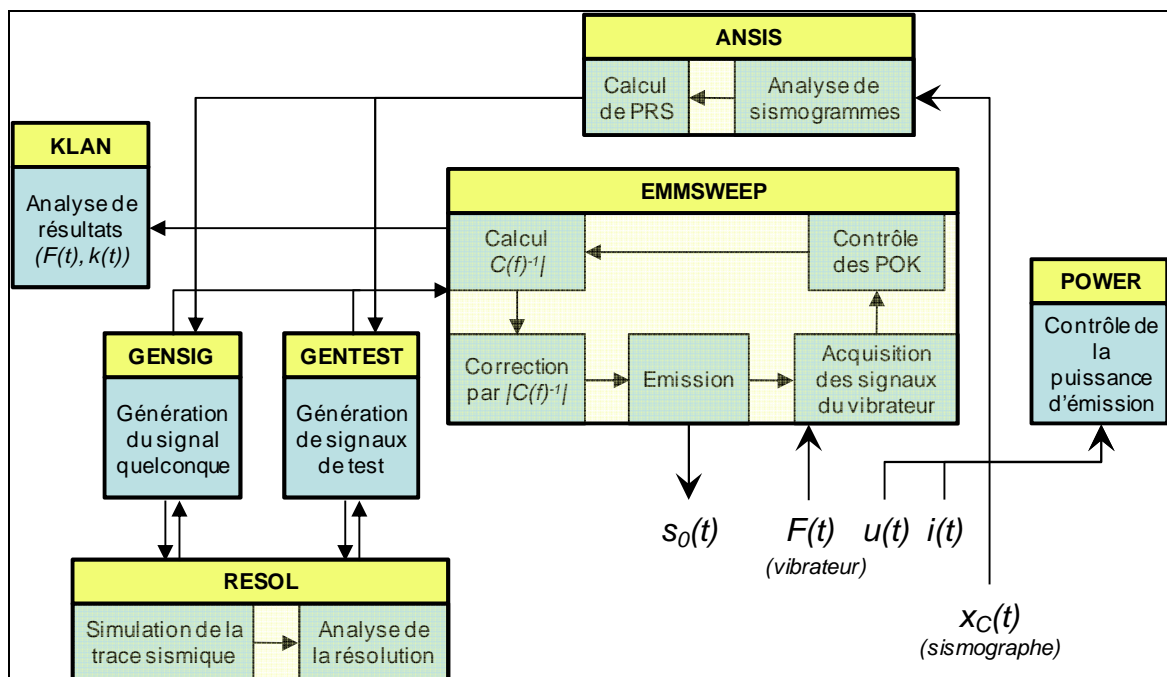 ANSIS
Calcul
de PRS
Analyse de
sismogrammes
KLAN
Analyse de
résultats
(F(t), k(t))
EMMSWEEP
Calcul
C(f)⁻¹|
Contrôle
des POK
Correction
par |C(f)⁻¹|
Emission
Acquisition
des signaux
du vibrateur
POWER
Contrôle de
la
puissance
d'émission
GENSIG
Génération
du signal
quelconque
GENTEST
Génération
de signaux
de test
s₀(t)
F(t)
(vibrateur)
u(t)
i(t)
RESOL
Simulation de la
trace sismique
Analyse de
la résolution
x_C(t)
(sismographe)